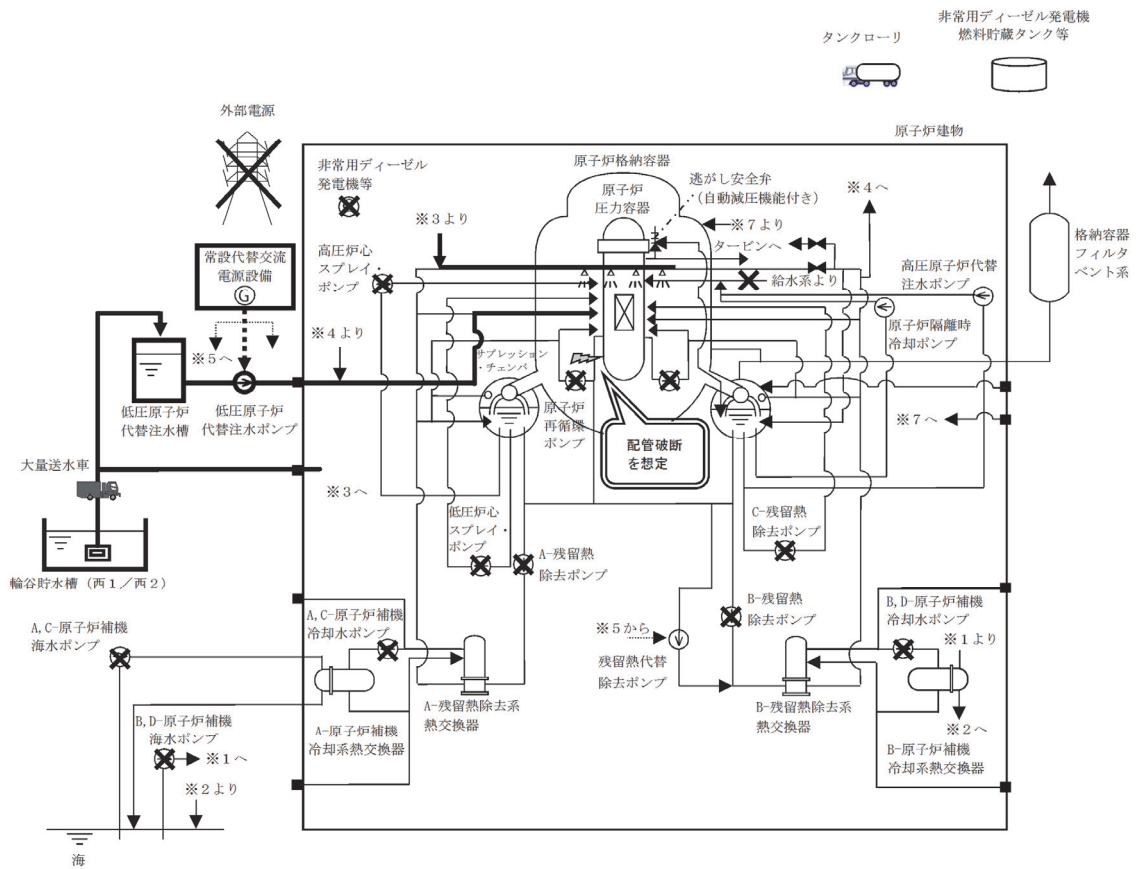 非常用ディーゼル発電機
燃料貯蔵タンク等
タンクローリ
外部電源
原子炉建物
非常用ディーゼル
発電機等
原子炉格納容器
原子炉
圧力容器
逃がし安全弁
(自動減圧機能付き)
※4へ
※3より
※7より
タービンへ
格納容器
フィルタ
ベント系
常設代替交流
電源設備
G
高圧炉心
スプレイ・
ポンプ
給水系より
高圧原子炉代替
注水ポンプ
※5へ
※4より
原子炉隔離時
冷却ポンプ
サプレッション
・チェンバ
低圧原子炉
代替注水槽
低圧原子炉
代替注水ポンプ
原子炉
再循環
ポンプ
配管破断
を想定
※7へ
大量送水車
※3へ
低圧炉心
スプレイ・
ポンプ
C-残留熱
除去ポンプ
A-残留熱
除去ポンプ
輪谷貯水槽(西1/西2)
A,C-原子炉補機
海水ポンプ
A,C-原子炉補機
冷却水ポンプ
※5から
残留熱代替
除去ポンプ
B-残留熱
除去ポンプ
B,D-原子炉補機
冷却水ポンプ
※1より
B,D-原子炉補機
海水ポンプ
※1へ
※2より
A-原子炉補機
冷却系熱交換器
A-残留熱除去系
熱交換器
B-残留熱除去系
熱交換器
※2へ
B-原子炉補機
冷却系熱交換器
海